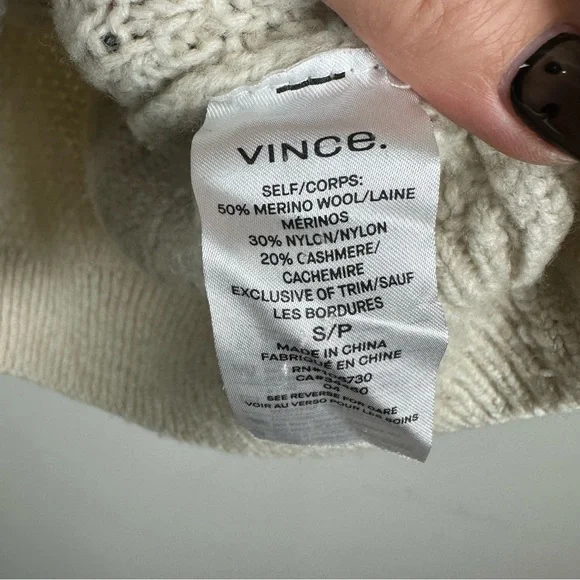 VINCE.
SELF/CORPS:
50% MERINO WOOL/LAINE
MÉRINOS
30% NYLON/NYLON
20% CASHMERE/
CACHEMIRE
EXCLUSIVE OF TRIM/SAUF
LES BORDURES
S/P
MADE IN CHINA
FABRIQUÉ EN CHINE
SEE REVERSE FOR CARE
VOIR AU VERSO POUR LES SOINS